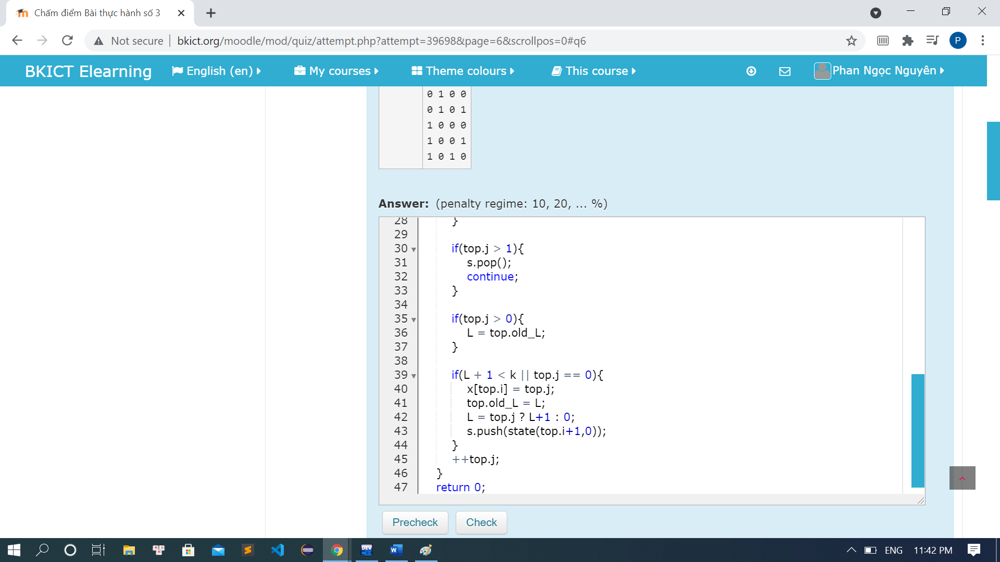 Chấm điểm Bài thực hành số 3
Not secure
bkict.org/moodle/mod/quiz/attempt.php?attempt=39698&page=6&scrollpos=0#q6
P
BKICT Elearning
English (en)
My courses
Theme colours
This course
Phan Ngọc Nguyên
0 1 0 0
0 1 0 1
1 0 0 0
1 0 0 1
1 0 1 0
Answer: (penalty regime: 10, 20, ... %)
28 }
29
30 if(top.j > 1){
31 s.pop();
32 continue;
33 }
34
35 if(top.j > 0){
36 L = top.old_L;
37 }
38
39 if(L + 1 < k || top.j == 0){
40 x[top.i] = top.j;
41 top.old_L = L;
42 L = top.j ? L+1 : 0;
43 s.push(state(top.i+1,0));
44 }
45 ++top.j;
46 }
47 return 0;
Precheck
Check
DEV
W
ENG
11:42 PM